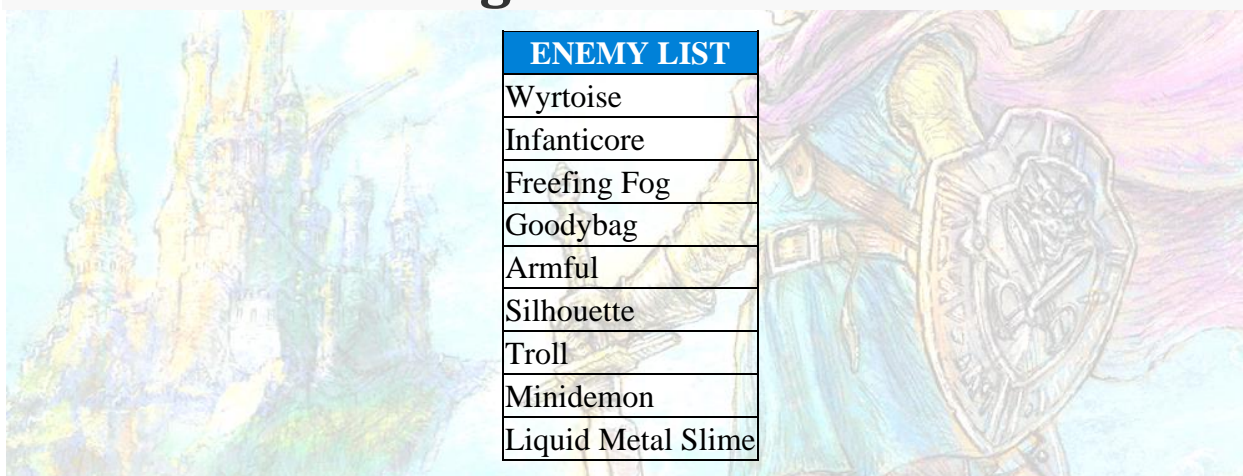 ENEMY LIST
Wyrtoise
Infanticore
Freefing Fog
Goodybag
Armful
Silhouette
Troll
Minidemon
Liquid Metal Slime